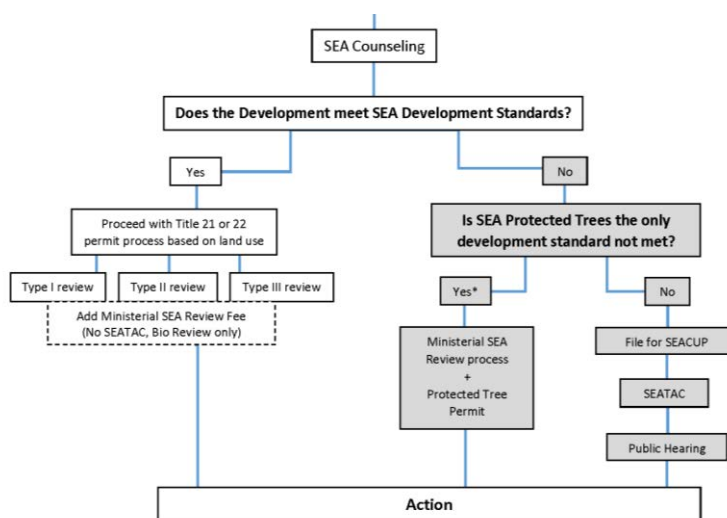 SEA Counseling
Does the Development meet SEA Development Standards?
Yes
No
Proceed with Title 21 or 22
permit process based on land use
Is SEA Protected Trees the only
development standard not met?
Type I review
Type II review
Type III review
Yes*
No
Add Ministerial SEA Review Fee
(No SEATAC, Bio Review only)
Ministerial SEA
Review process
+
Protected Tree
Permit
File for SEACUP
SEATAC
Public Hearing
Action